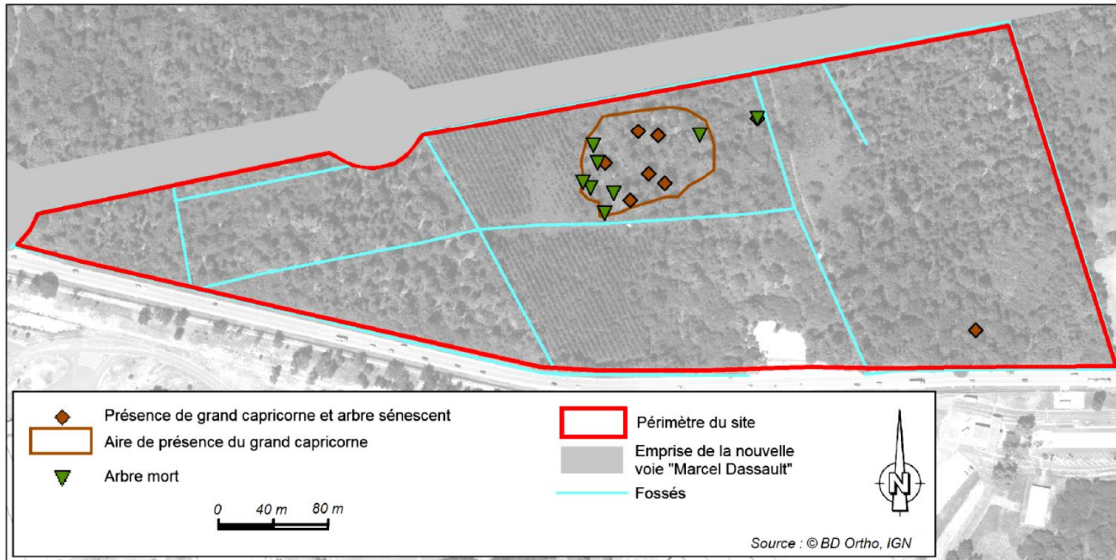 Présence de grand capricorne et arbre sénescent
Aire de présence du grand capricorne
Arbre mort
0 40 m 80 m
Périmètre du site
Emprise de la nouvelle
voie "Marcel Dassault"
Fossés
N
Source : © BD Ortho, IGN